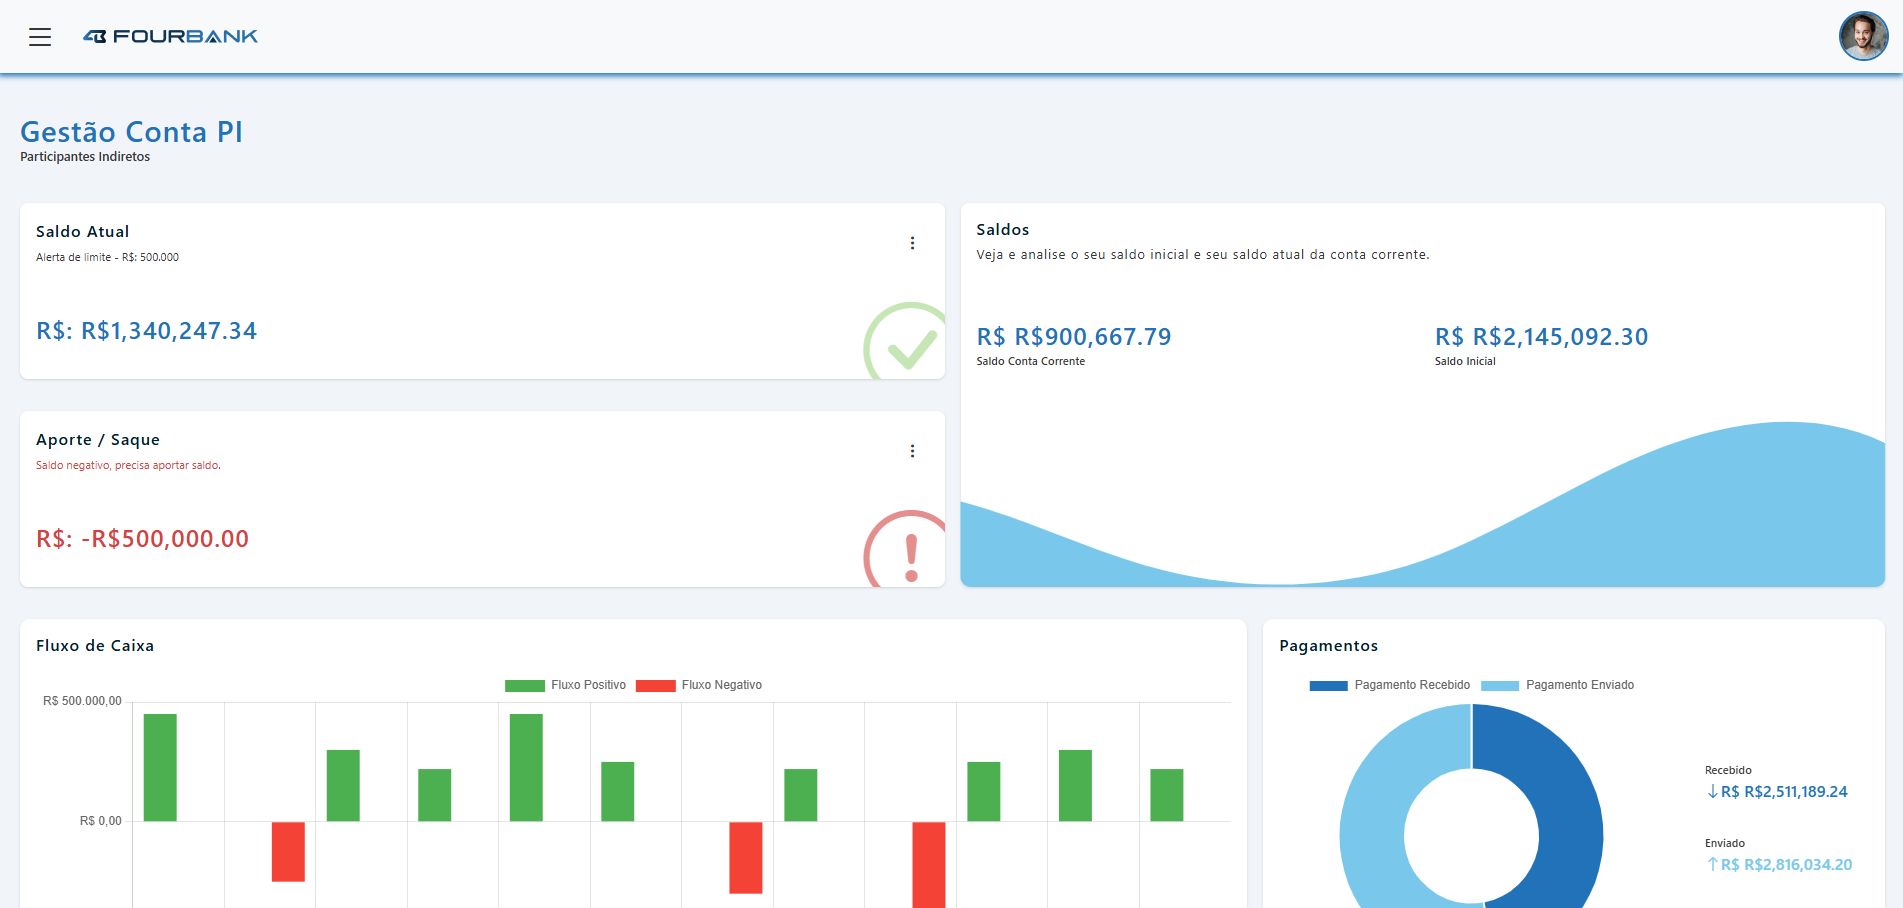 FOURBANK
Gestão Conta PI
Participantes Indiretos
Saldo Atual
Alerta de limite - R$: 500.000
R$: R$1,340,247.34
Aporte / Saque
Saldo negativo, precisa aportar saldo.
R$: -R$500,000.00
Saldos
Veja e analise o seu saldo inicial e seu saldo atual da conta corrente.
R$ R$900,667.79
Saldo Conta Corrente
R$ R$2,145,092.30
Saldo Inicial
Fluxo de Caixa
Fluxo Positivo
Fluxo Negativo
R$ 500.000,00
R$ 0,00
Pagamentos
Pagamento Recebido
Pagamento Enviado
Recebido
↓ R$ R$2,511,189.24
Enviado
↑ R$ R$2,816,034.20